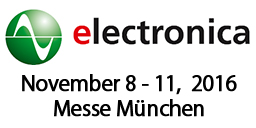 electronica
November 8 - 11, 2016
Messe München